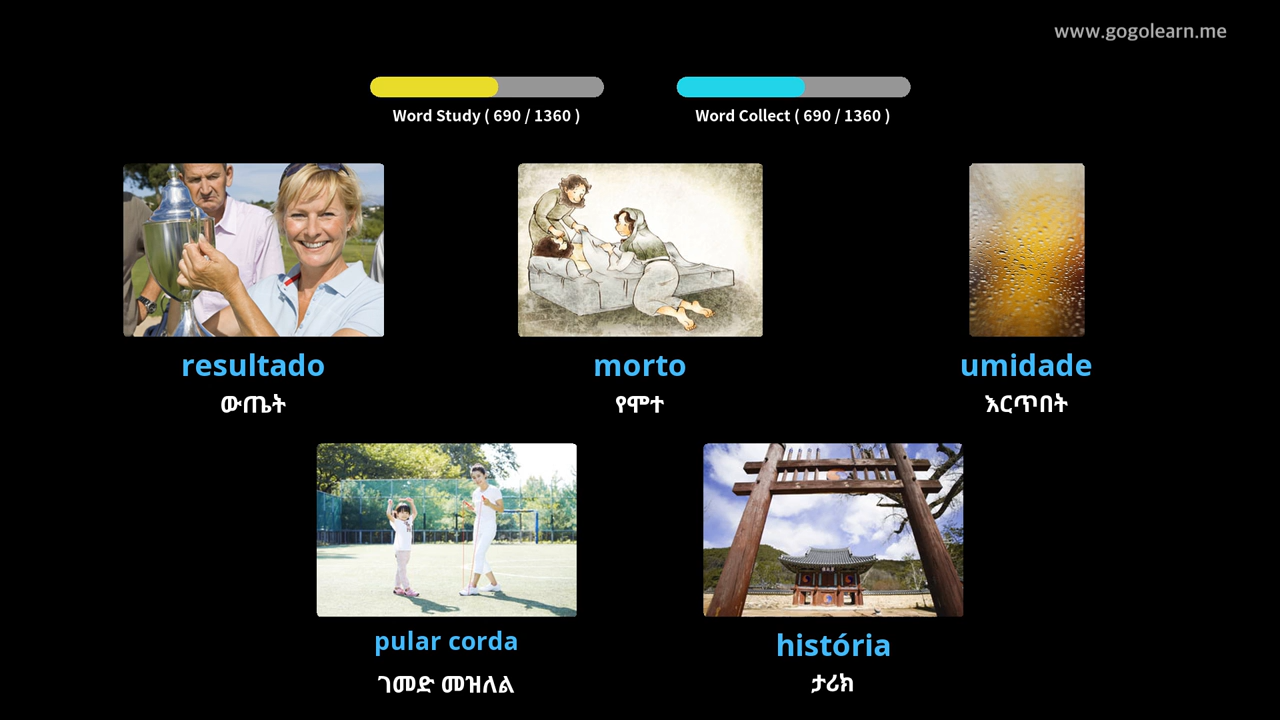 www.gogolearn.me
Word Study ( 690 / 1360 )
Word Collect ( 690 / 1360 )
resultado
ውጤት
morto
የሞተ
umidade
እርጥበት
pular corda
ገመድ መዝለል
história
ታሪክ